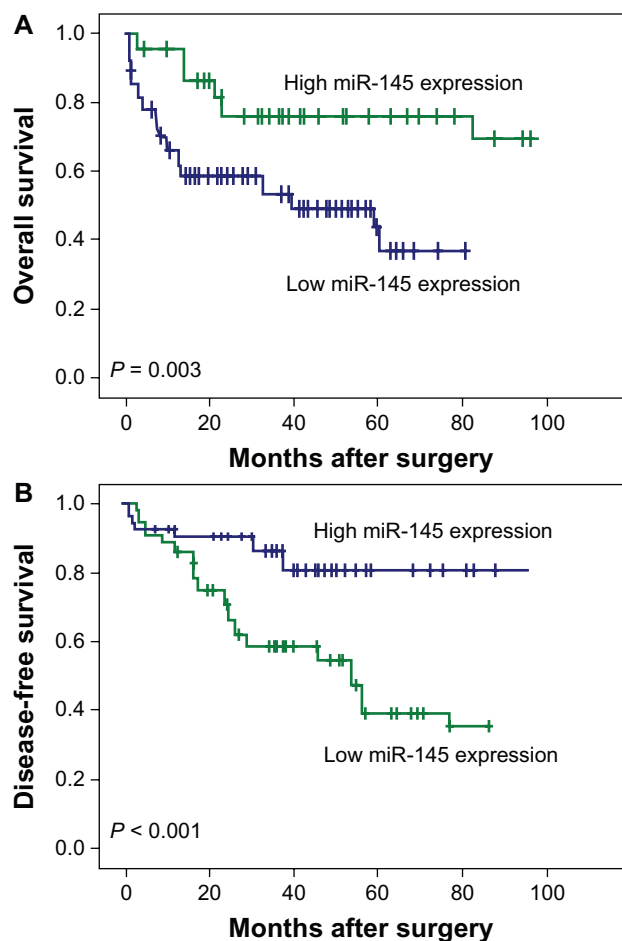 A
1.0
0.8
0.6
0.4
0.2
0.0
Overall survival
High miR-145 expression
Low miR-145 expression
P = 0.003
0 20 40 60 80 100
Months after surgery
B
1.0
0.8
0.6
0.4
0.2
0.0
Disease-free survival
High miR-145 expression
Low miR-145 expression
P < 0.001
0 20 40 60 80 100
Months after surgery